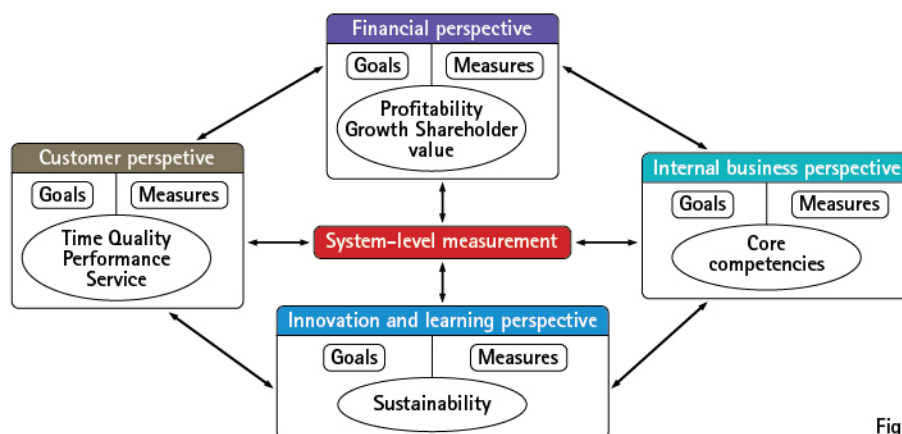 Financial perspective
Goals
Measures
Profitability
Growth Shareholder
value
Customer perspetive
Goals
Measures
Time Quality
Performance
Service
System-level measurement
Internal business perspective
Goals
Measures
Core
competencies
Innovation and learning perspective
Goals
Measures
Sustainability
Fig